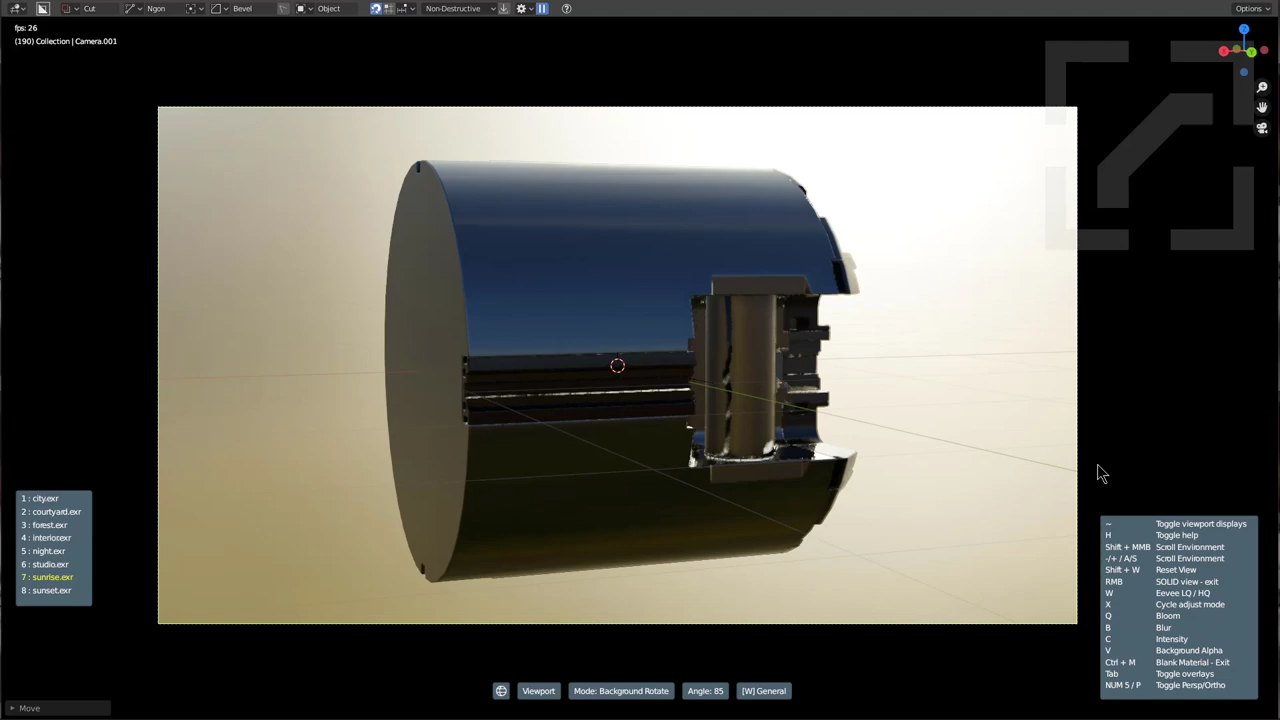 Cut Ngon Bevel Object Non-Destructive Options
fps: 26
(190) Collection | Camera.001
Z
X Y
1 : city.exr
2 : courtyard.exr
3 : forest.exr
4 : interior.exr
5 : night.exr
6 : studio.exr
7 : sunrise.exr
8 : sunset.exr
~ Toggle viewport displays
H Toggle help
Shift + MMB Scroll Environment
-/+ / A/S Scroll Environment
Shift + W Reset View
RMB SOLID view - exit
W Eevee LQ / HQ
X Cycle adjust mode
Q Bloom
B Blur
C Intensity
V Background Alpha
Ctrl + M Blank Material - Exit
Tab Toggle overlays
NUM 5 / P Toggle Persp/Ortho
Viewport Mode: Background Rotate Angle: 85 [W] General
Move